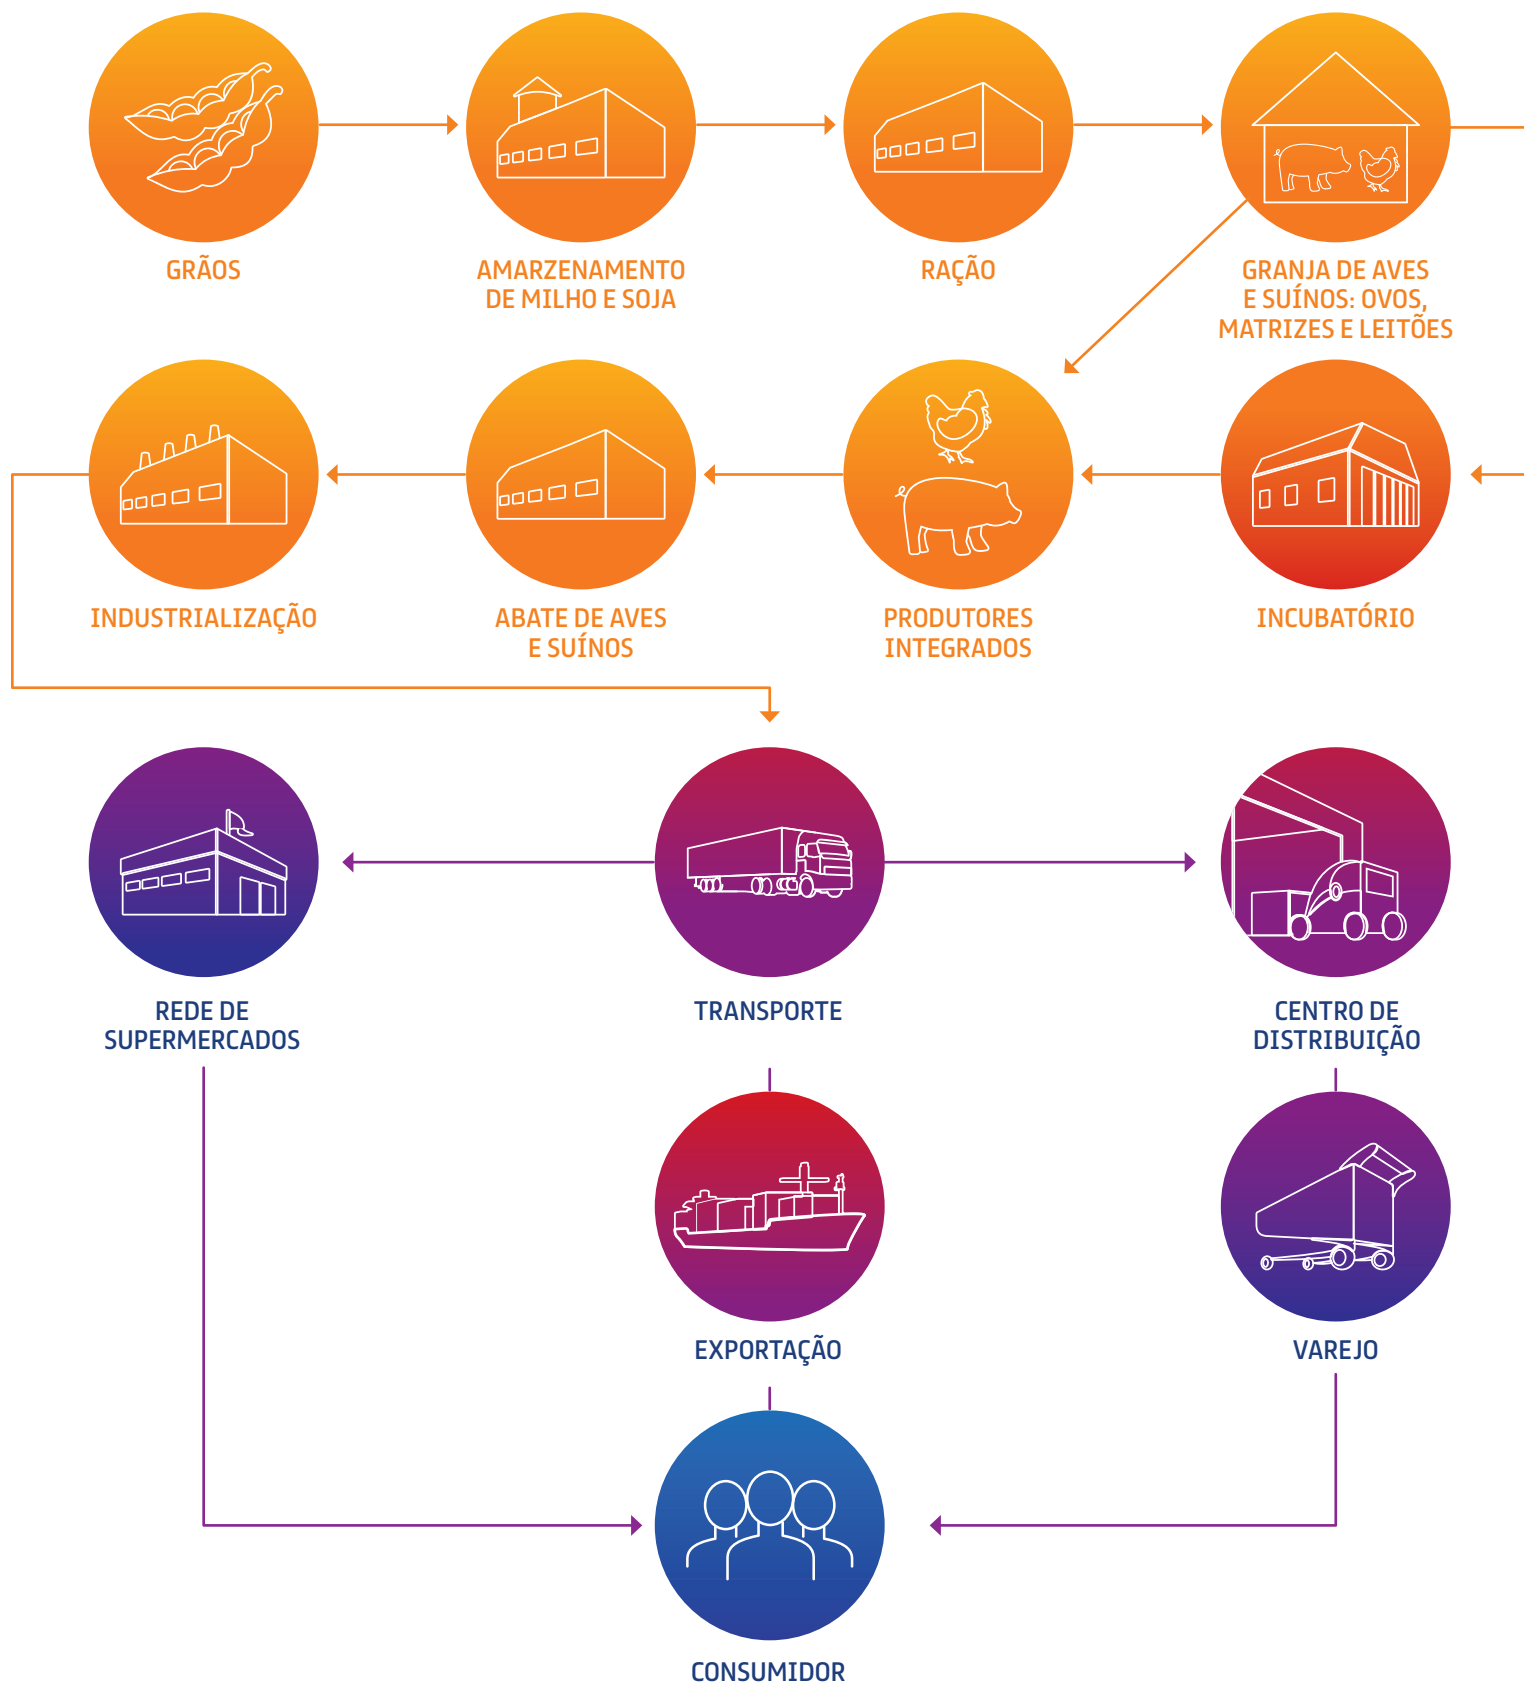 GRÃOS
AMARZENAMENTO
DE MILHO E SOJA
RAÇÃO
GRANJA DE AVES
E SUÍNOS: OVOS,
MATRIZES E LEITÕES
INDUSTRIALIZAÇÃO
ABATE DE AVES
E SUÍNOS
PRODUTORES
INTEGRADOS
INCUBATÓRIO
REDE DE
SUPERMERCADOS
TRANSPORTE
CENTRO DE
DISTRIBUIÇÃO
EXPORTAÇÃO
VAREJO
CONSUMIDOR